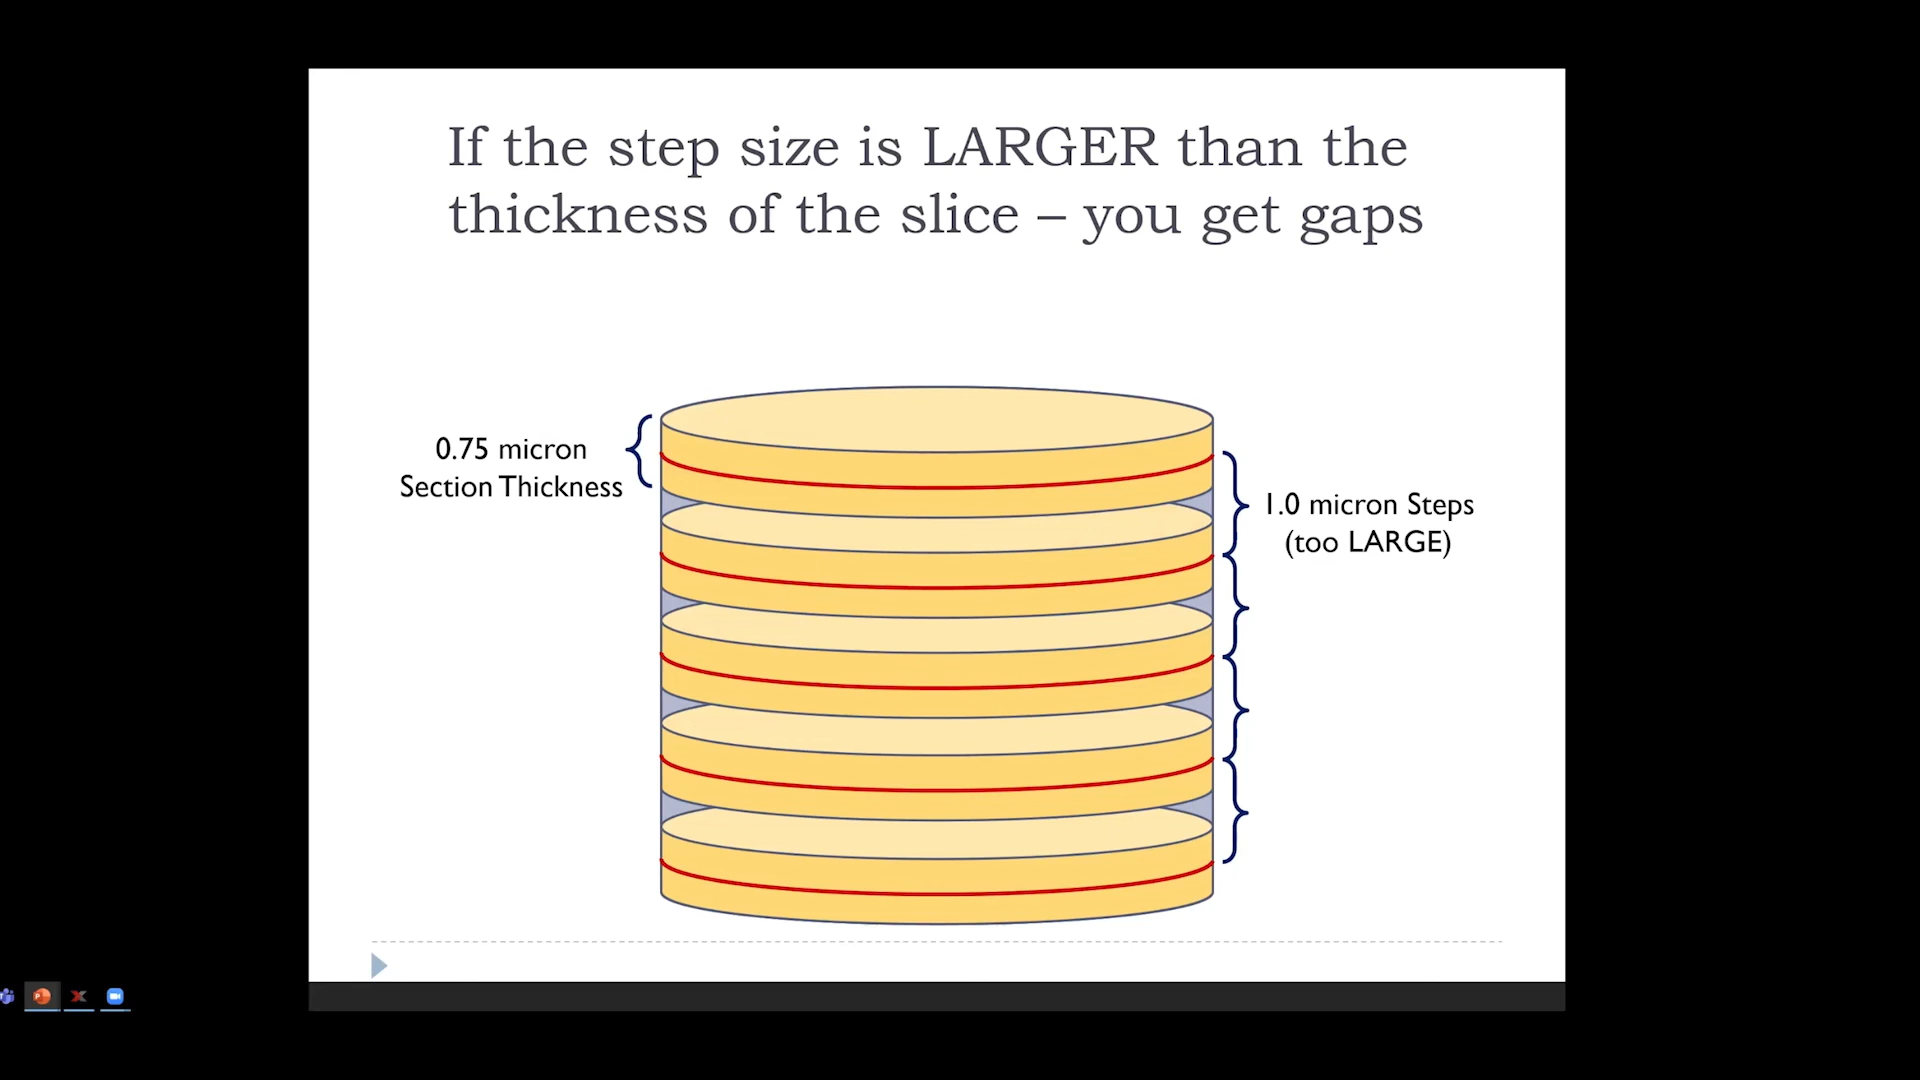 If the step size is LARGER than the
thickness of the slice – you get gaps
0.75 micron
Section Thickness
1.0 micron Steps
(too LARGE)